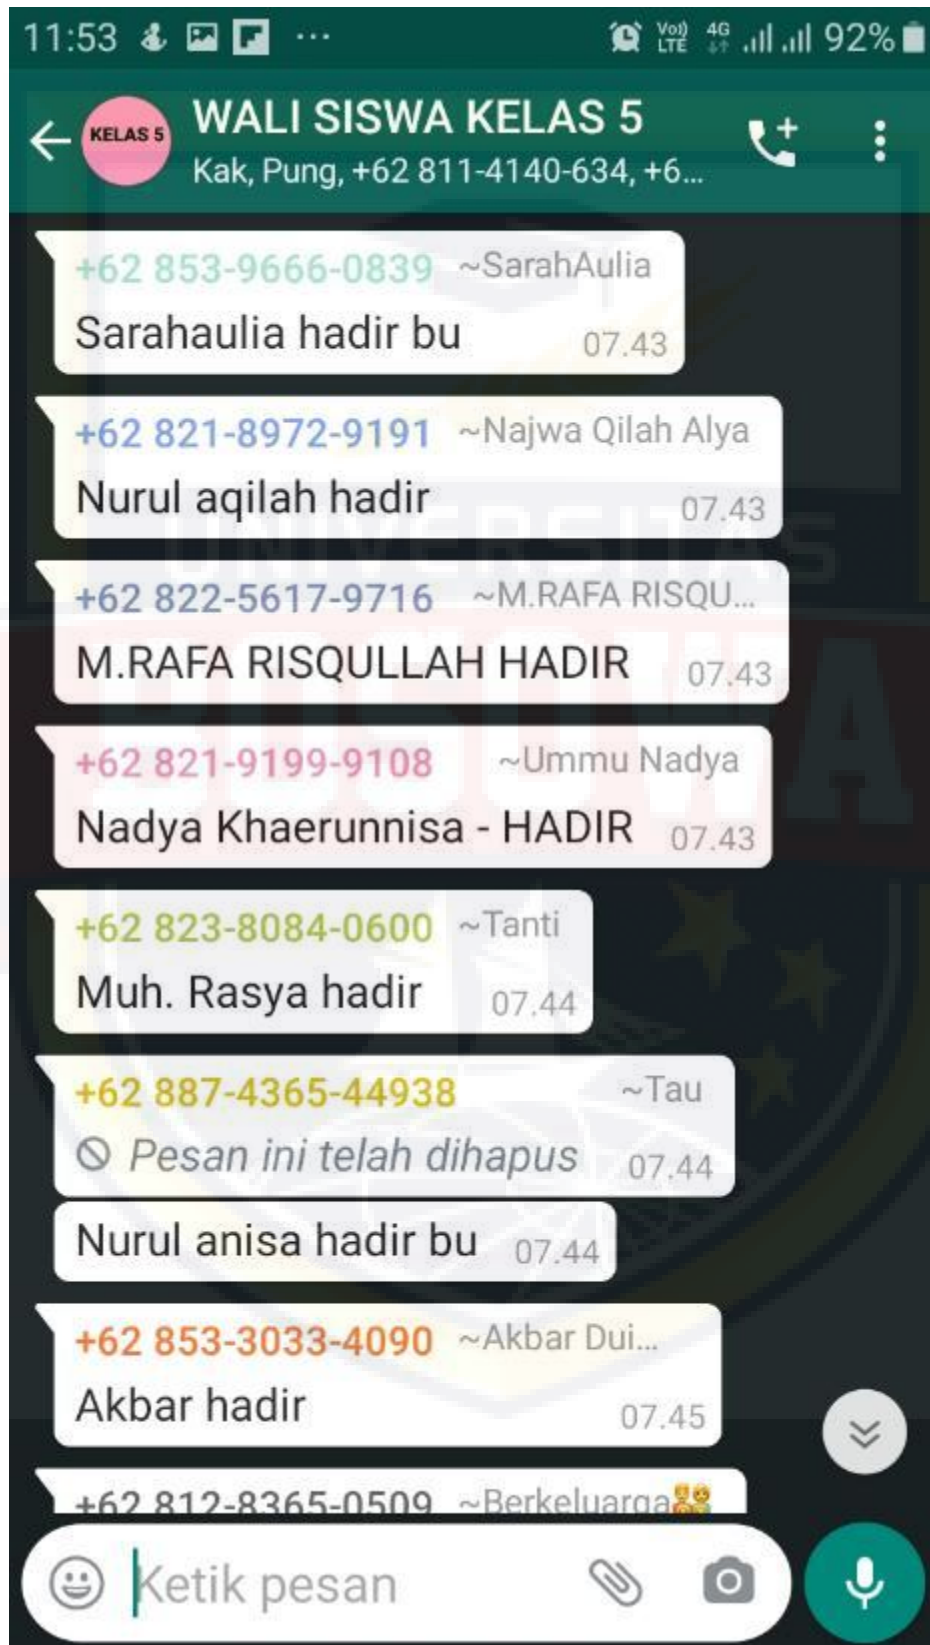 11:53 ... Vo)) LTE 4G 92%
KELAS 5 WALI SISWA KELAS 5
Kak, Pung, +62 811-4140-634, +6...
+62 853-9666-0839 ~SarahAulia
Sarahaulia hadir bu 07.43
+62 821-8972-9191 ~Najwa Qilah Alya
Nurul aqilah hadir 07.43
UNIVERSITAS
+62 822-5617-9716 ~M.RAFA RISQU...
M.RAFA RISQULLAH HADIR 07.43
BOSOWA
+62 821-9199-9108 ~Ummu Nadya
Nadya Khaerunnisa - HADIR 07.43
+62 823-8084-0600 ~Tanti
Muh. Rasya hadir 07.44
+62 887-4365-44938 ~Tau
Pesan ini telah dihapus 07.44
Nurul anisa hadir bu 07.44
+62 853-3033-4090 ~Akbar Dui...
Akbar hadir 07.45
+62 812-8365-0509 ~Berkeluarga
Ketik pesan